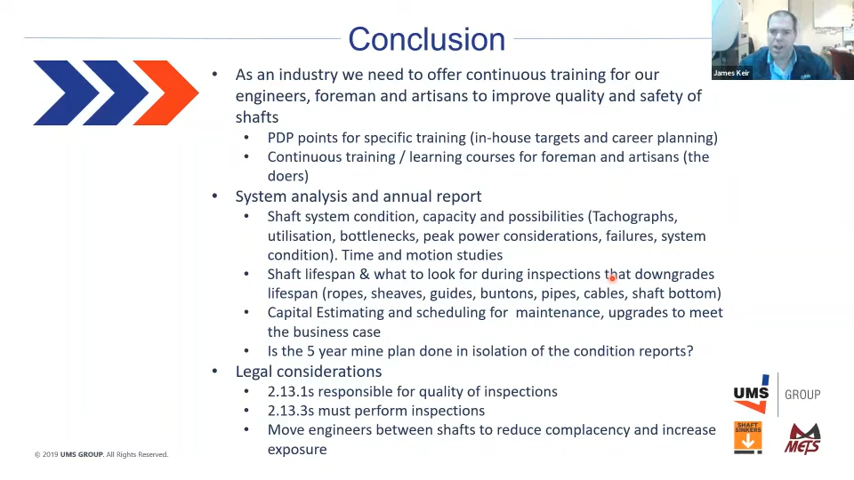 Conclusion
James Keir
• As an industry we need to offer continuous training for our
engineers, foreman and artisans to improve quality and safety of
shafts
• PDP points for specific training (in-house targets and career planning)
• Continuous training / learning courses for foreman and artisans (the
doers)
• System analysis and annual report
• Shaft system condition, capacity and possibilities (Tachographs,
utilisation, bottlenecks, peak power considerations, failures, system
condition). Time and motion studies
• Shaft lifespan & what to look for during inspections that downgrades
lifespan (ropes, sheaves, guides, buntons, pipes, cables, shaft bottom)
• Capital Estimating and scheduling for maintenance, upgrades to meet
the business case
• Is the 5 year mine plan done in isolation of the condition reports?
• Legal considerations
• 2.13.1s responsible for quality of inspections
• 2.13.3s must perform inspections
• Move engineers between shafts to reduce complacency and increase
exposure
UMS GROUP
SHAFT
SINKERS
METS
© 2019 UMS GROUP. All Rights Reserved.